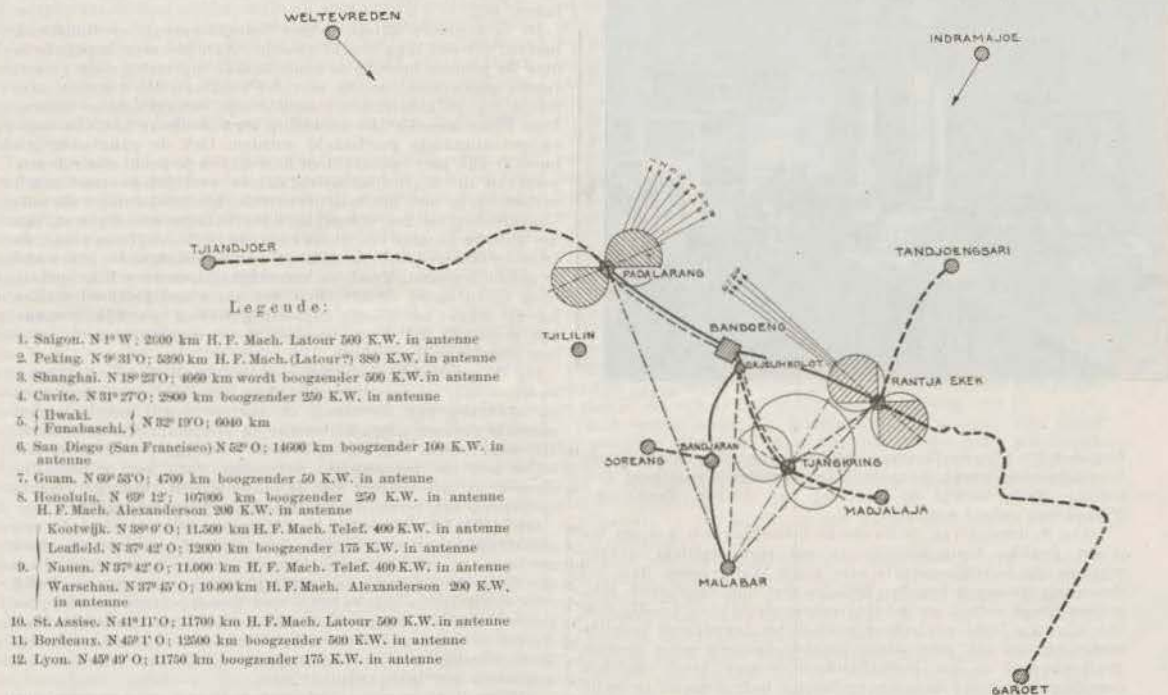 WELTEVREDEN
INDRAMAJOE
TJIANDJOER
PADALARANG
TANDJOENGSARI
Legende:
TJILILIN
BANDOENG
DAJEUHKOLOT
RANTJA EKEK
1. Saigon. N 1° W; 2600 km H. F. Mach. Latour 500 K.W. in antenne
2. Peking. N 9° 31' O; 5390 km H. F. Mach. (Latour?) 380 K.W. in antenne
3. Shanghai. N 18° 23' O; 4060 km wordt boogzender 500 K.W. in antenne
4. Cavite. N 31° 27' O; 2800 km boogzender 250 K.W. in antenne
5. { Ilwaki. Funabaschi. } N 32° 19' O; 6040 km
6. San Diego (San Francisco) N 52° O; 14600 km boogzender 100 K.W. in
antenne
7. Guam. N 60° 53' O; 4700 km boogzender 50 K.W. in antenne
8. Honolulu. N 69° 12'; 107000 km boogzender 250 K.W. in antenne
H. F. Mach. Alexanderson 200 K.W. in antenne
Kootwijk. N 38° 0' O; 11.500 km H. F. Mach. Telef. 400 K.W. in antenne
Leafield. N 37° 42' O; 12000 km boogzender 175 K.W. in antenne
9. Nauen. N 37° 42' O; 11.000 km H. F. Mach. Telef. 400 K.W. in antenne
Warschau. N 37° 45' O; km H. F. Mach. Alexanderson 200 K.W.
in antenne
10. St. Assise. N 41° 11' O; 11700 km H. F. Mach. Latour 500 K.W. in antenne
11. Bordeaux. N 45° 1' O; 12500 km boogzender 500 K.W. in antenne
12. Lyon. N 45° 49' O; 11750 km boogzender 175 K.W. in antenne
SOREANG
BANDJARAN
TJANGKRING
MADJALAJA
MALABAR
GAROET